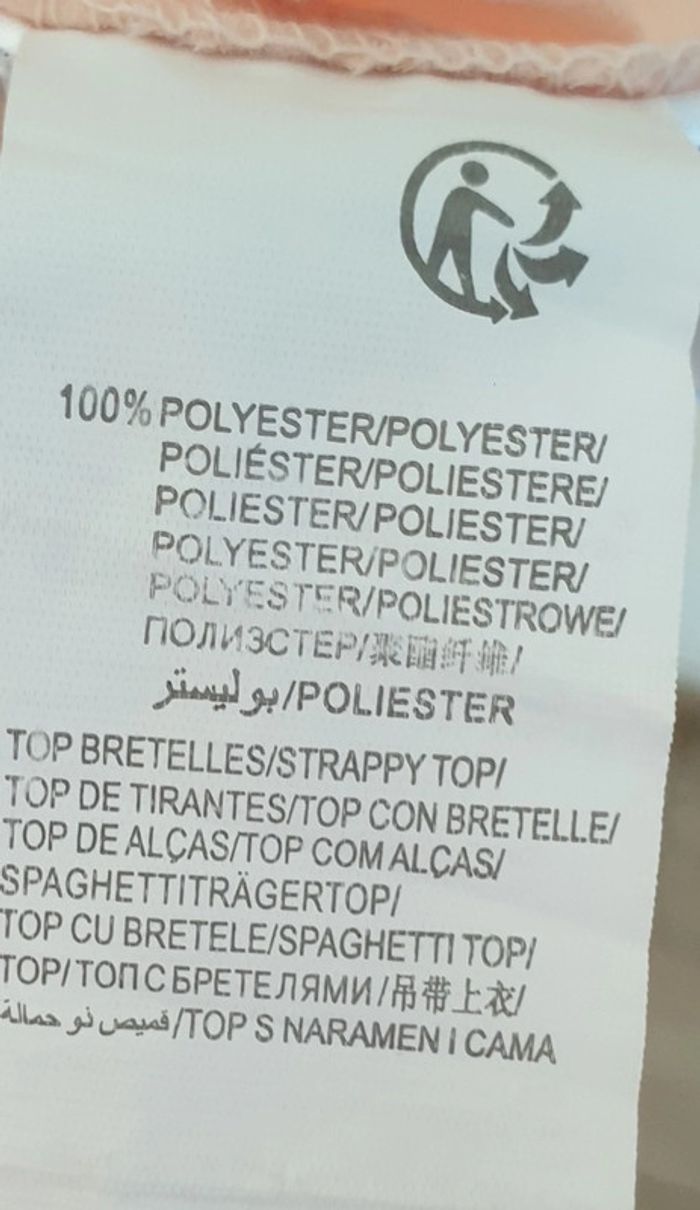 100% POLYESTER/POLYESTER/
POLIÉSTER/POLIESTERE/
POLIESTER/POLIESTER/
POLYESTER/POLIESTER/
POLYESTER/POLIESTROWE/
ПОЛИЭСТЕР/聚酯纤维/
بوليستر/POLIESTER
TOP BRETELLES/STRAPPY TOP/
TOP DE TIRANTES/TOP CON BRETELLE/
TOP DE ALÇAS/TOP COM ALÇAS/
SPAGHETTITRÄGERTOP/
TOP CU BRETELE/SPAGHETTI TOP/
TOP/ТОП С БРЕТЕЛЯМИ/吊带上衣/
قميص نو حمالة/TOP S NARAMEN I CAMA